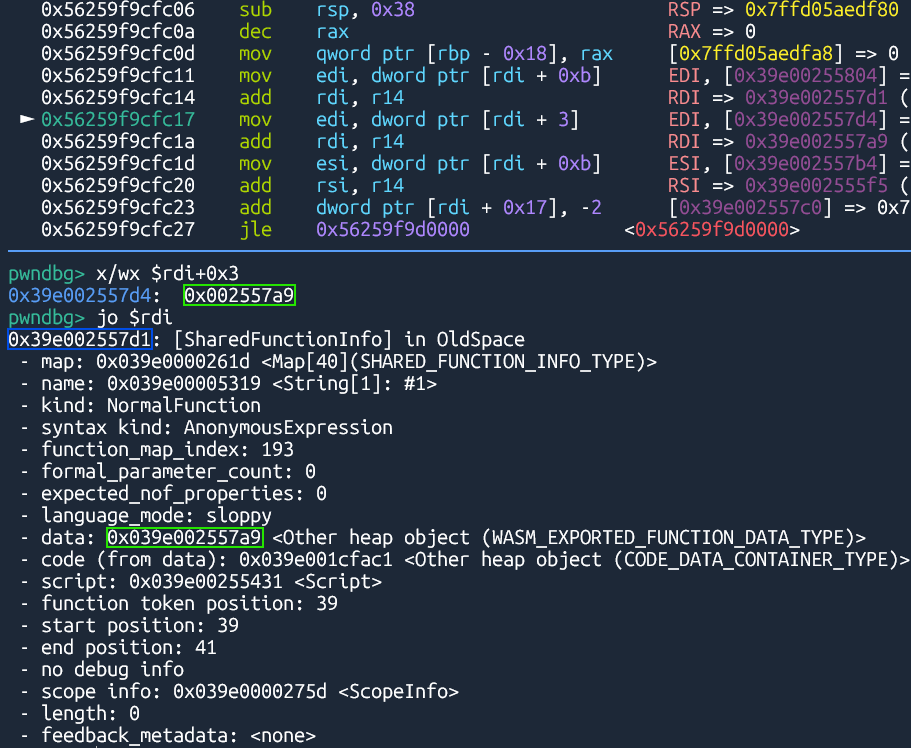 0x56259f9cfc06 sub rsp, 0x38 RSP => 0x7ffd05aedf80
0x56259f9cfc0a dec rax RAX => 0
0x56259f9cfc0d mov qword ptr [rbp - 0x18], rax [0x7ffd05aedfa8] => 0
0x56259f9cfc11 mov edi, dword ptr [rdi + 0xb] EDI, [0x39e00255804] =
0x56259f9cfc14 add rdi, r14 RDI => 0x39e002557d1 (
► 0x56259f9cfc17 mov edi, dword ptr [rdi + 3] EDI, [0x39e002557d4] =
0x56259f9cfc1a add rdi, r14 RDI => 0x39e002557a9 (
0x56259f9cfc1d mov esi, dword ptr [rdi + 0xb] ESI, [0x39e002557b4] =
0x56259f9cfc20 add rsi, r14 RSI => 0x39e002555f5 (
0x56259f9cfc23 add dword ptr [rdi + 0x17], -2 [0x39e002557c0] => 0x7
0x56259f9cfc27 jle 0x56259f9d0000 <0x56259f9d0000>
pwndbg> x/wx $rdi+0x3
0x39e002557d4: 0x002557a9
pwndbg> jo $rdi
0x39e002557d1: [SharedFunctionInfo] in OldSpace
- map: 0x039e0000261d <Map[40](SHARED_FUNCTION_INFO_TYPE)>
- name: 0x039e00005319 <String[1]: #1>
- kind: NormalFunction
- syntax kind: AnonymousExpression
- function_map_index: 193
- formal_parameter_count: 0
- expected_nof_properties: 0
- language_mode: sloppy
- data: 0x039e002557a9 <Other heap object (WASM_EXPORTED_FUNCTION_DATA_TYPE)>
- code (from data): 0x039e001cfac1 <Other heap object (CODE_DATA_CONTAINER_TYPE)>
- script: 0x039e00255431 <Script>
- function token position: 39
- start position: 39
- end position: 41
- no debug info
- scope info: 0x039e0000275d <ScopeInfo>
- length: 0
- feedback_metadata: <none>